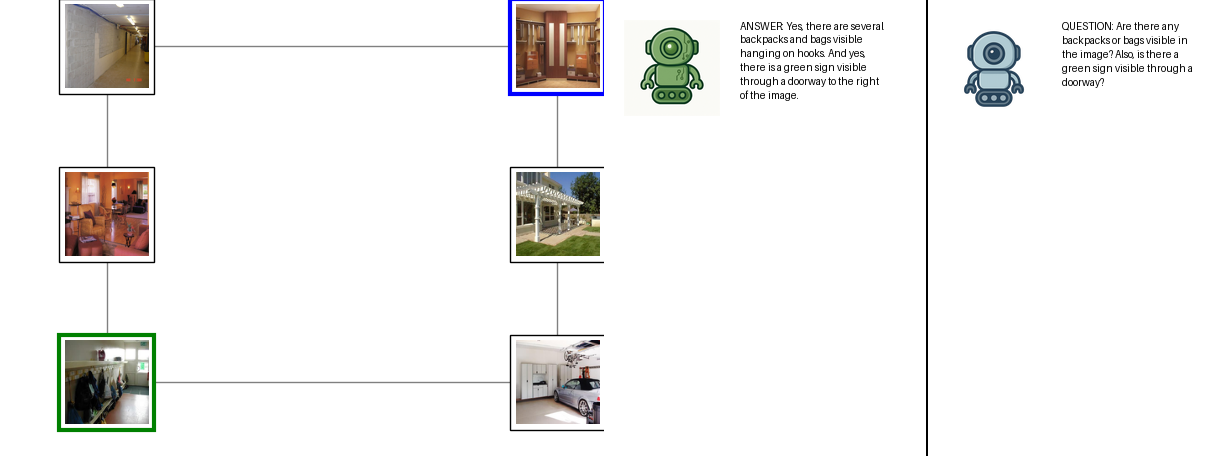 ANSWER: Yes, there are several
backpacks and bags visible
hanging on hooks. And yes,
there is a green sign visible
through a doorway to the right
of the image.
QUESTION: Are there any
backpacks or bags visible in
the image? Also, is there a
green sign visible through a
doorway?